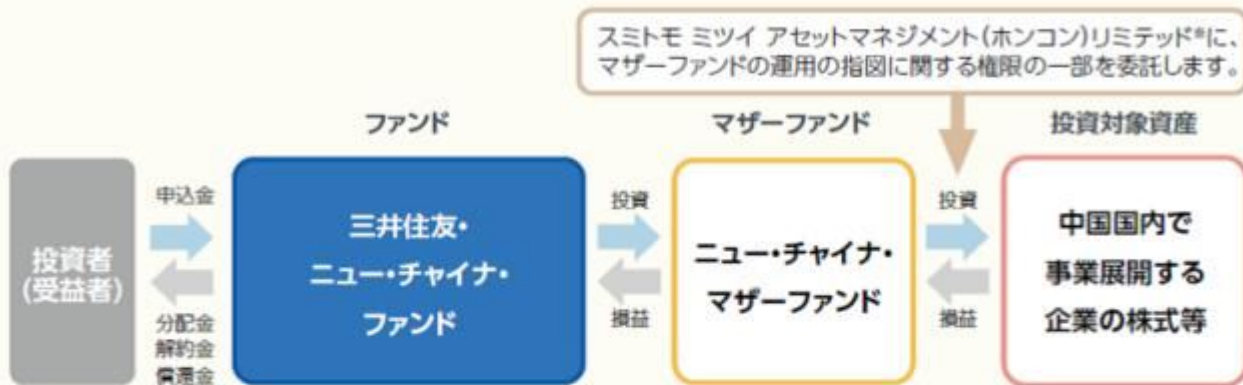 スミトモ ミツイ アセットマネジメント(ホンコン)リミテッド*に、
マザーファンドの運用の指図に関する権限の一部を委託します。
ファンド
マザーファンド
投資対象資産
投資者
(受益者)
申込金
分配金
解約金
償還金
三井住友・
ニュー・チャイナ・
ファンド
投資
損益
ニュー・チャイナ・
マザーファンド
投資
損益
中国国内で
事業展開する
企業の株式等